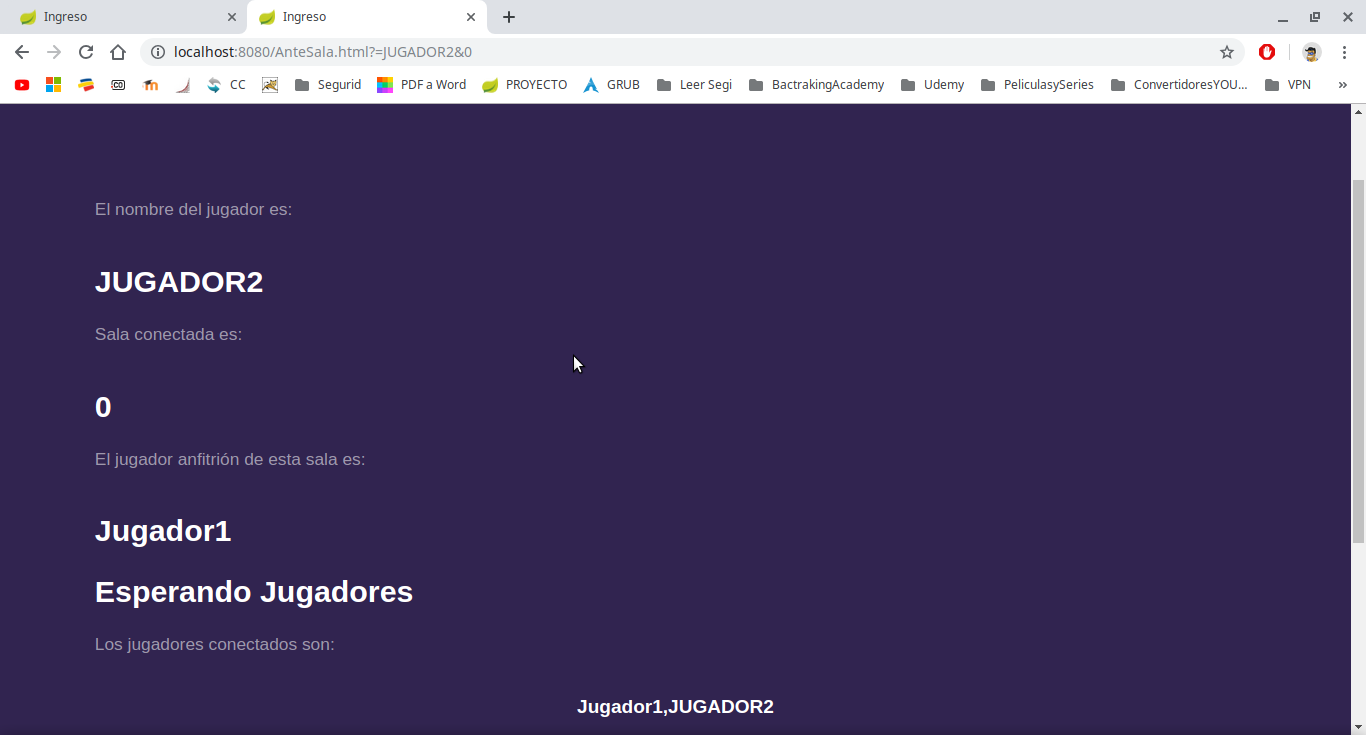 Ingreso
Ingreso
localhost:8080/AnteSala.html?=JUGADOR2&0
CC
Segurid
PDF a Word
PROYECTO
GRUB
Leer Segi
BactrakingAcademy
Udemy
PeliculasySeries
ConvertidoresYOU...
VPN
»
El nombre del jugador es:
JUGADOR2
Sala conectada es:
0
El jugador anfitrión de esta sala es:
Jugador1
Esperando Jugadores
Los jugadores conectados son:
Jugador1,JUGADOR2